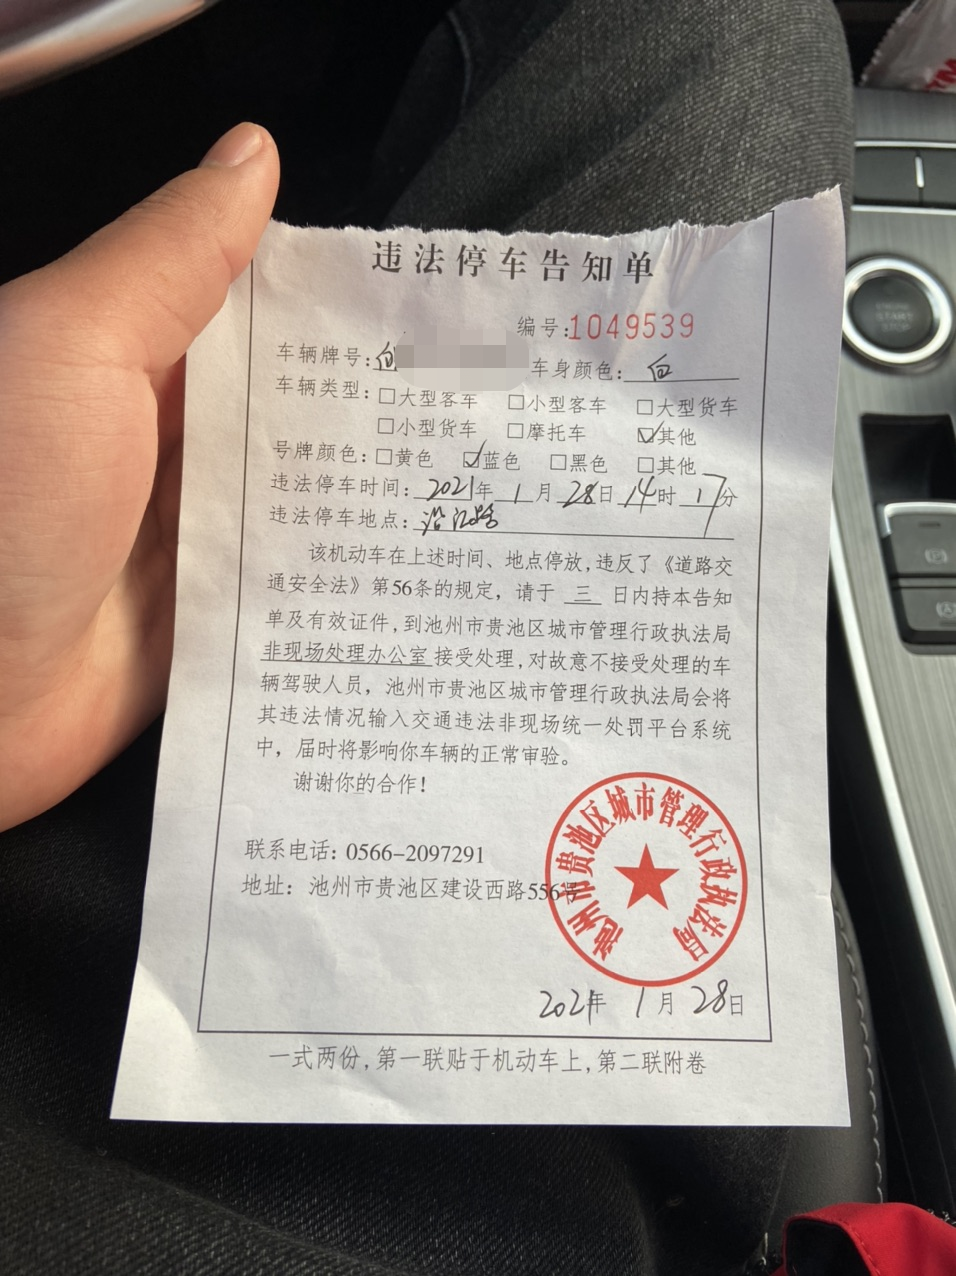 违法停车告知单
编号:1049539
车辆牌号: 车身颜色:白
车辆类型:□大型客车 □小型客车 □大型货车
□小型货车 □摩托车 ☑其他
号牌颜色:□黄色 ☑蓝色 □黑色 □其他
违法停车时间:2021年1月28日14时17分
违法停车地点:沿江路
该机动车在上述时间、地点停放,违反了《道路交
通安全法》第56条的规定,请于 三 日内持本告知
单及有效证件,到池州市贵池区城市管理行政执法局
非现场处理办公室接受处理,对故意不接受处理的车
辆驾驶人员,池州市贵池区城市管理行政执法局会将
其违法情况输入交通违法非现场统一处罚平台系统
中,届时将影响你车辆的正常审验。
谢谢你的合作!
联系电话:0566-2097291
地址:池州市贵池区建设西路556号
池州市贵池区城市管理行政执法局
2021年1月28日
一式两份,第一联贴于机动车上,第二联附卷